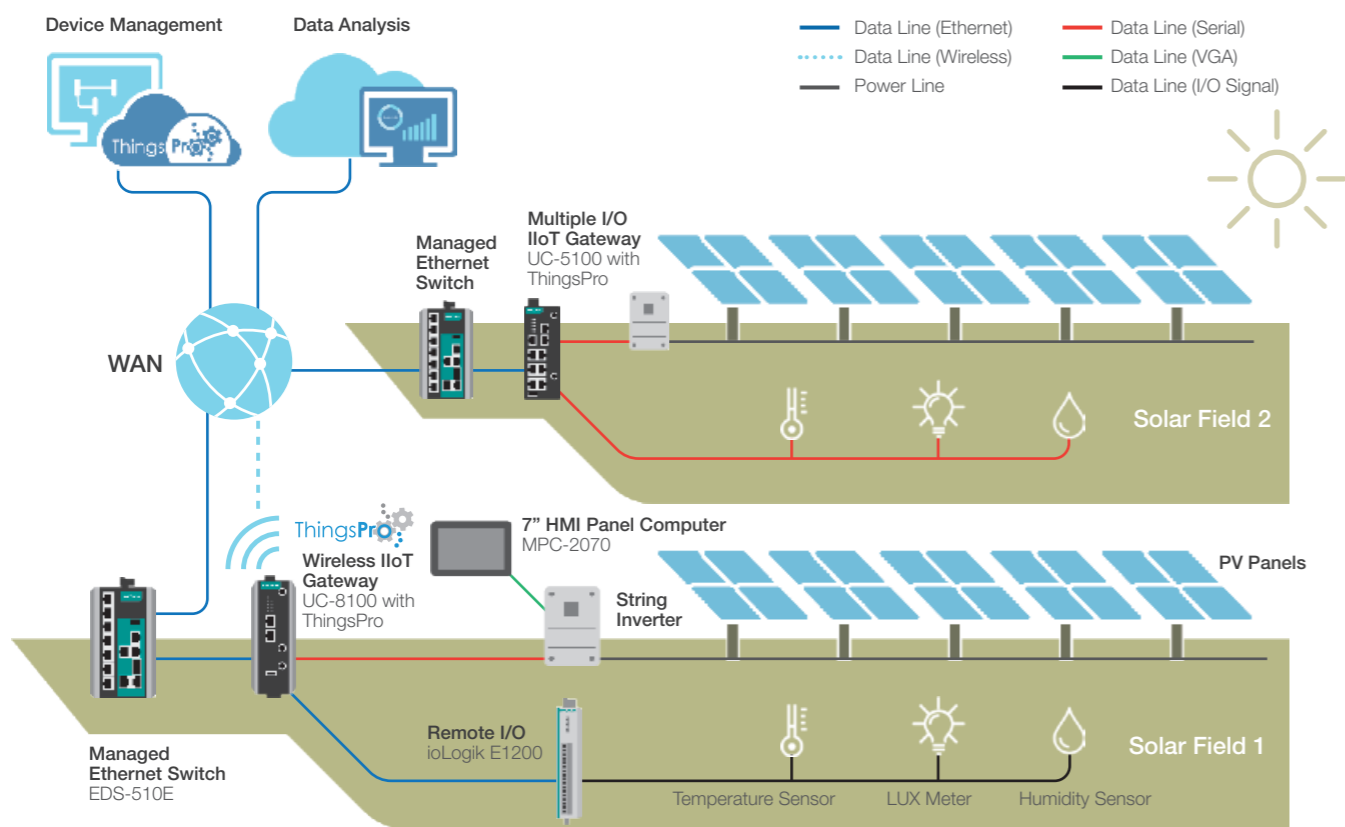 Device Management
Data Analysis
Data Line (Ethernet)
Data Line (Serial)
Data Line (Wireless)
Data Line (VGA)
Power Line
Data Line (I/O Signal)
ThingsPro
Multiple I/O
IIoT Gateway
UC-5100 with
ThingsPro
Managed
Ethernet
Switch
WAN
Solar Field 2
ThingsPro
Wireless IIoT
Gateway
UC-8100 with
ThingsPro
7” HMI Panel Computer
MPC-2070
String
Inverter
PV Panels
Remote I/O
ioLogik E1200
Solar Field 1
Managed
Ethernet Switch
EDS-510E
Temperature Sensor
LUX Meter
Humidity Sensor